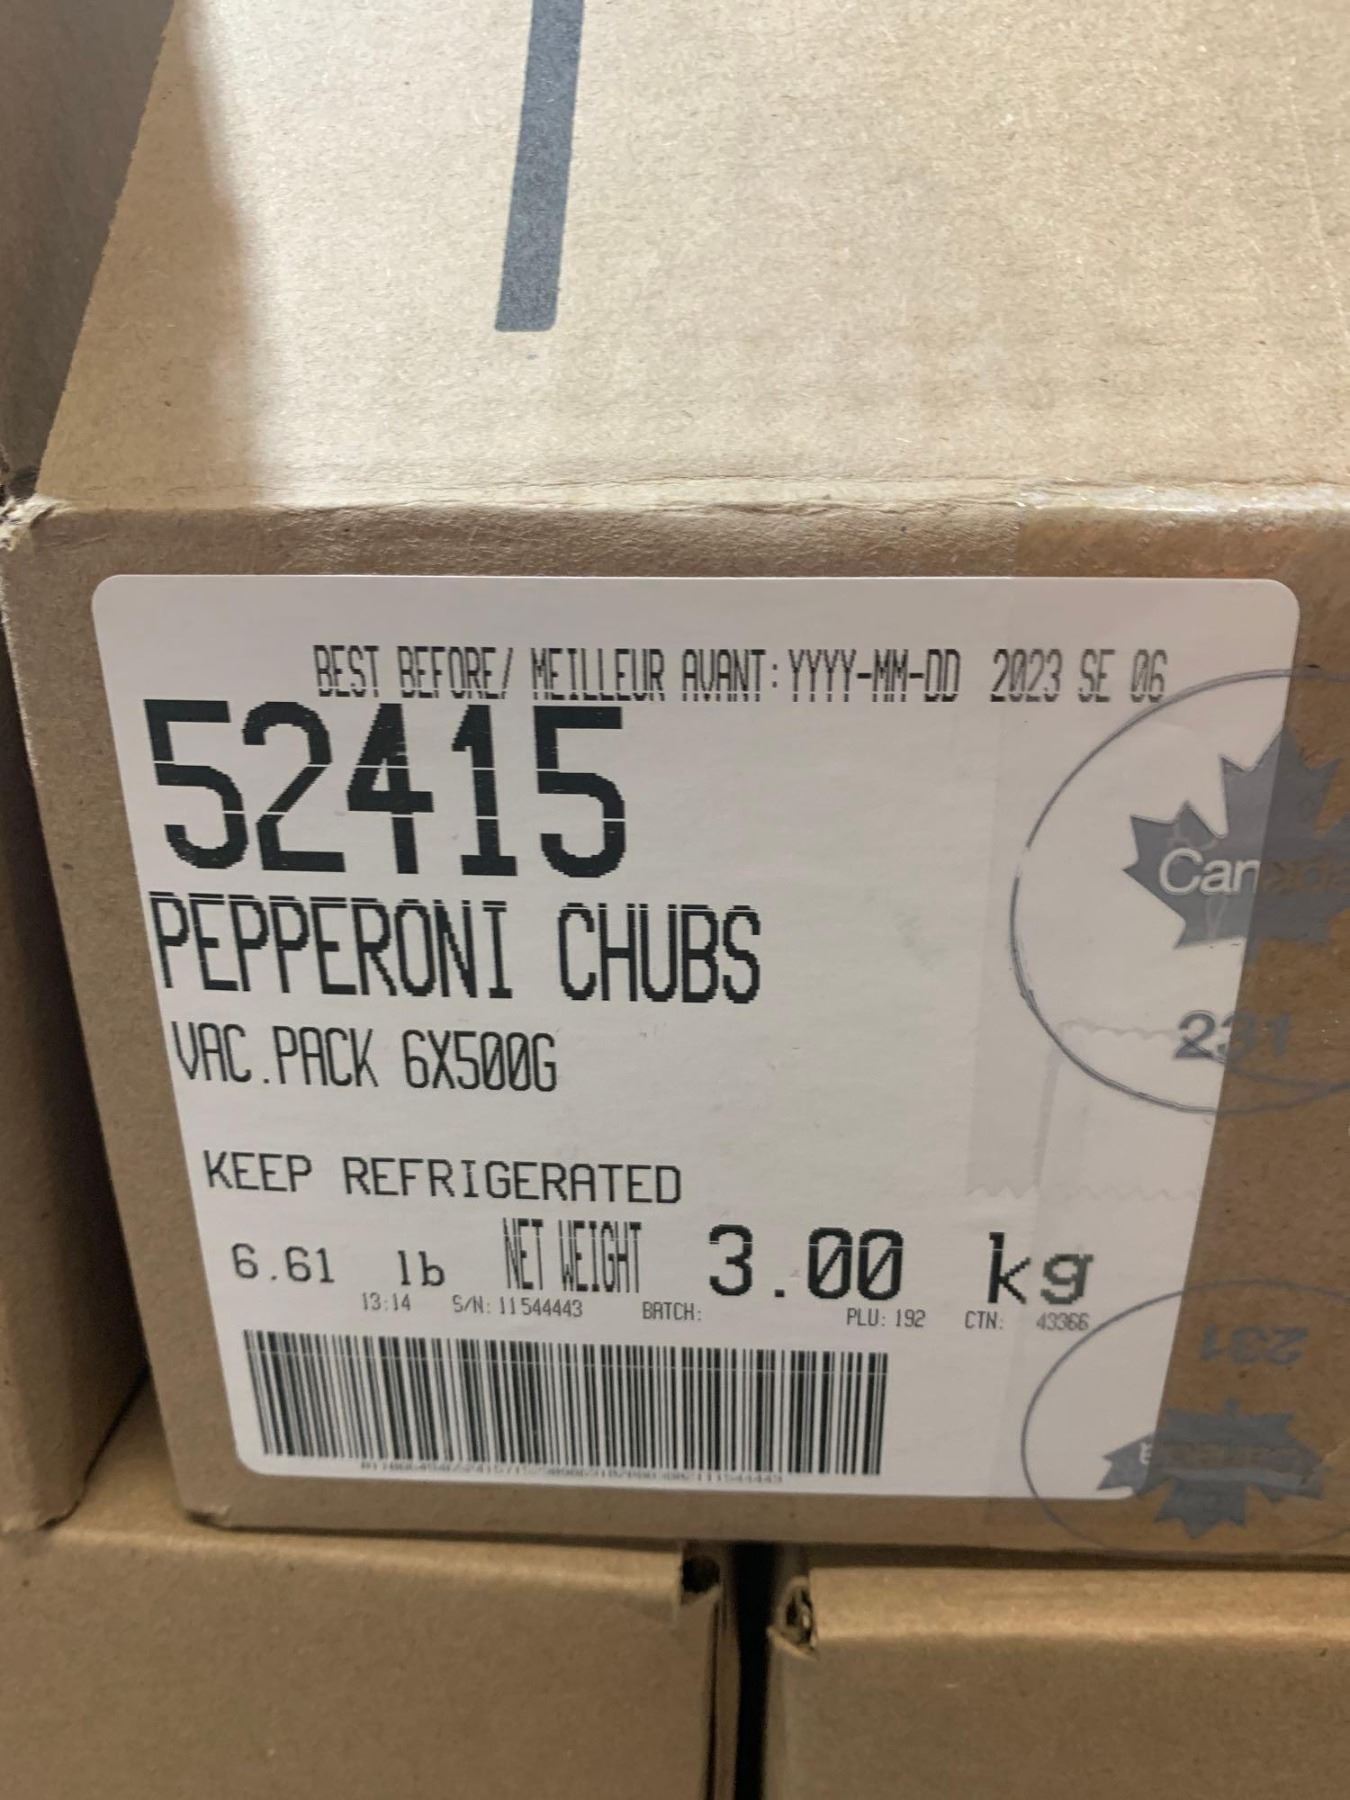 BEST BEFORE/ MEILLEUR AVANT: YYYY-MM-DD 2023 SE 06
52415
PEPPERONI CHUBS
VAC.PACK 6X500G
KEEP REFRIGERATED
6.61 lb NET WEIGHT 3.00 kg
13:14 S/N: 11544443 BATCH: PLU: 192 CTN: 43366
Canada
231
231